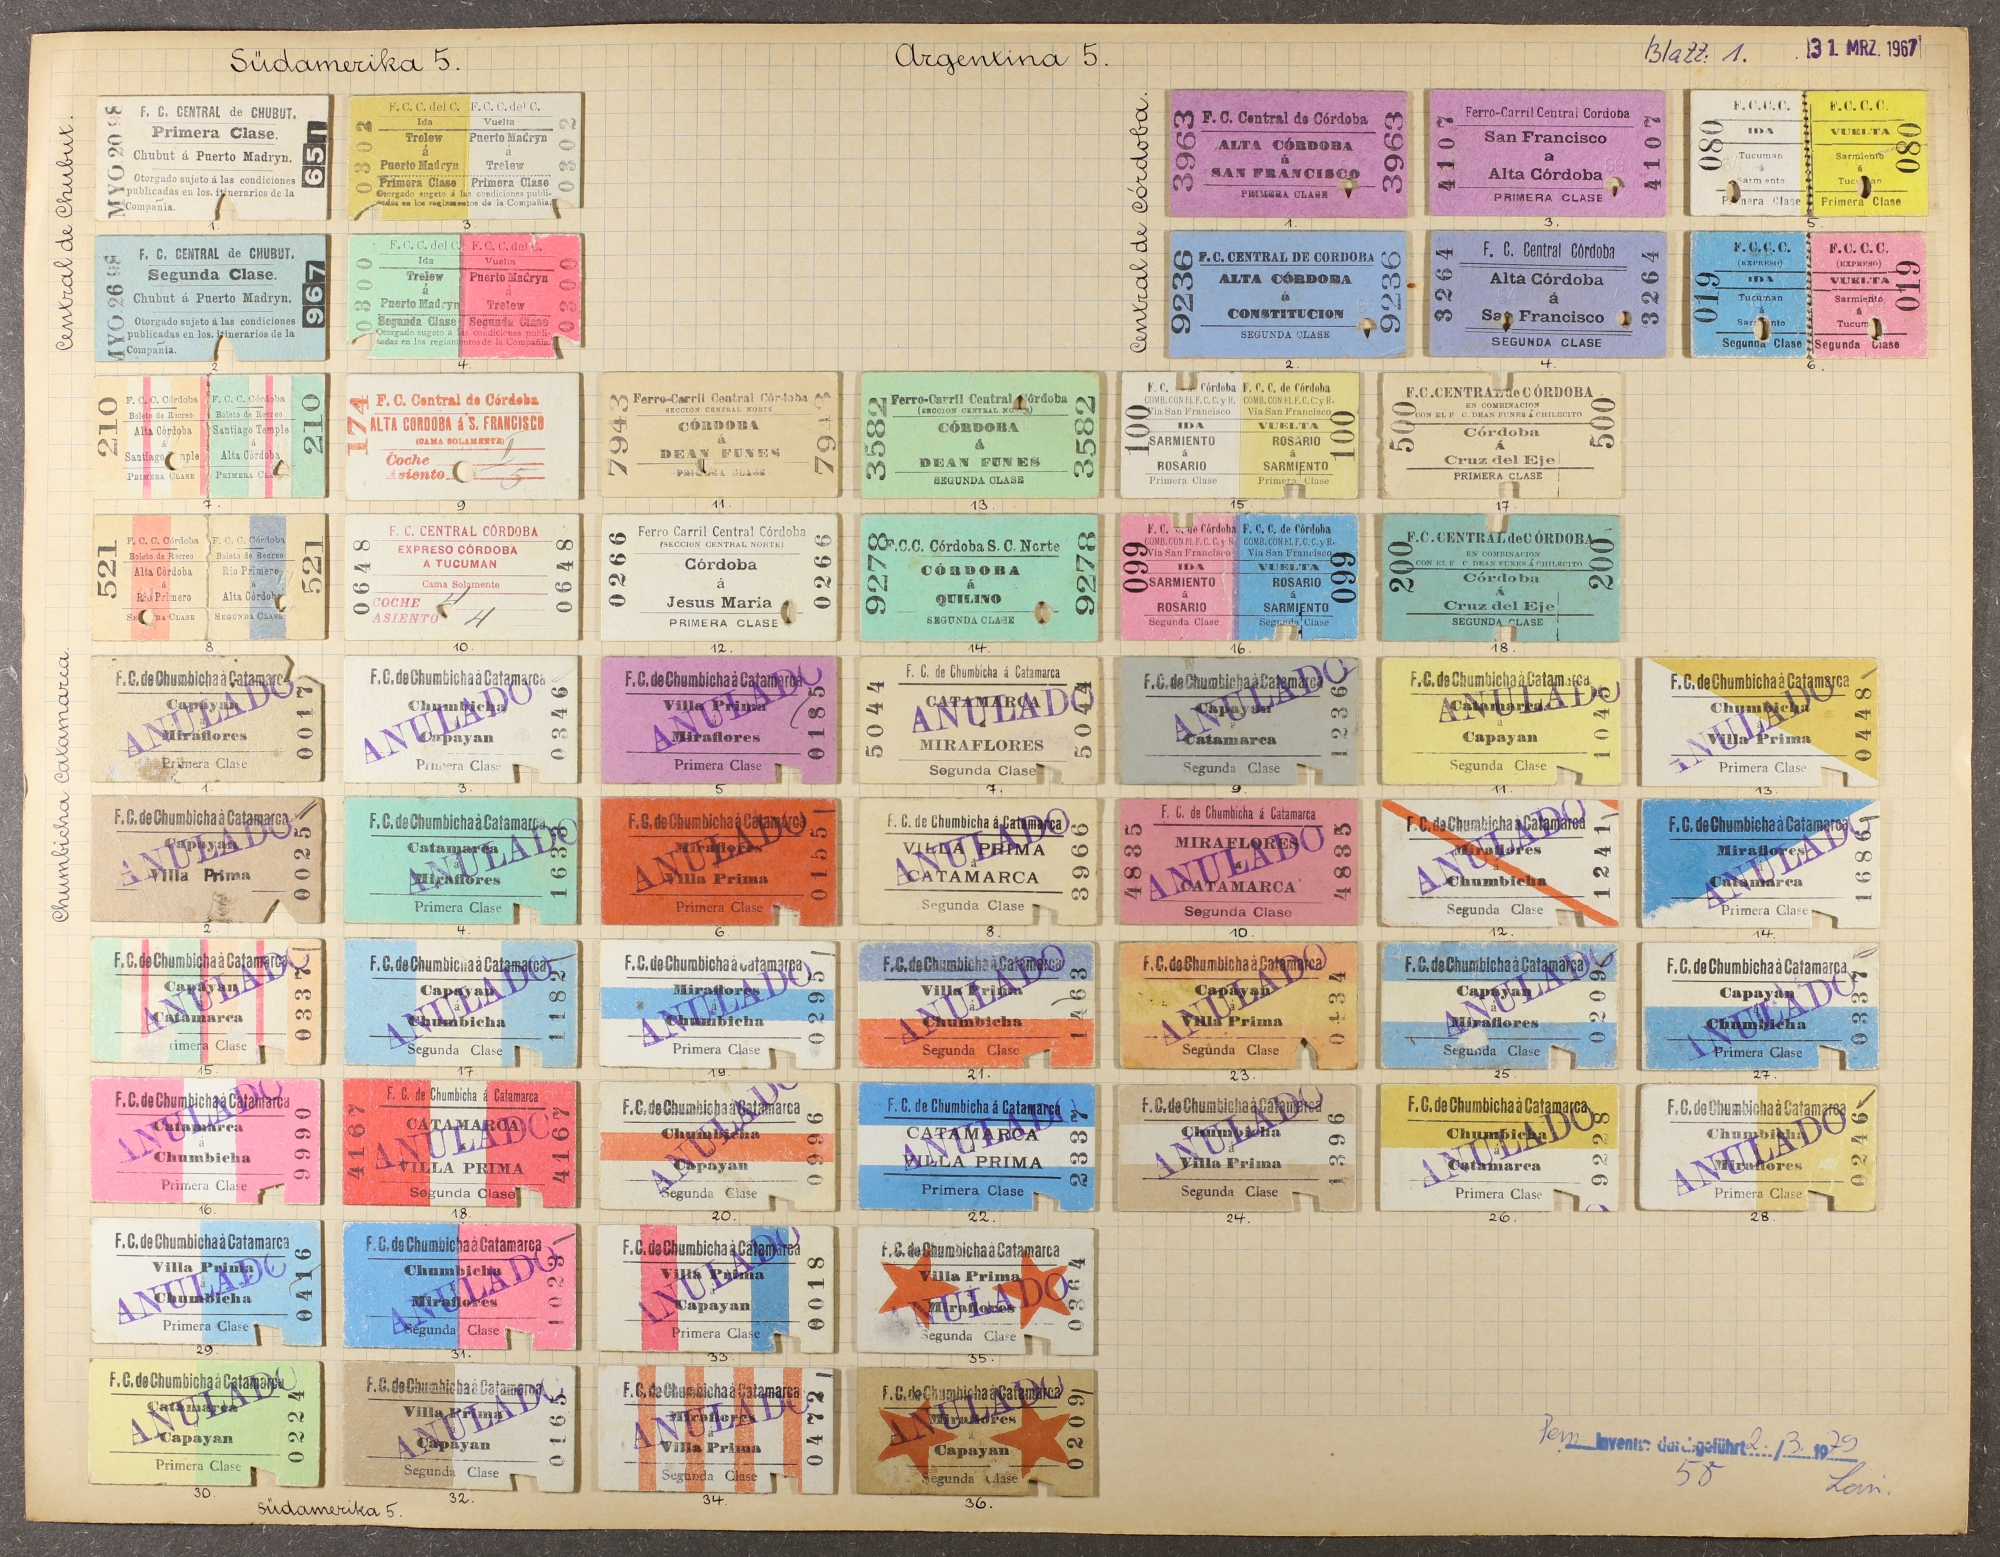 Südamerika 5.
Argentina 5.
Blatt: 1.
31. MRZ. 1967
Central de Chubut.
F. C. CENTRAL de CHUBUT.
Primera Clase.
Chubut á Puerto Madryn.
Otorgado sujeto á las condiciones
publicadas en los itinerarios de la
Compañia.
MYO 20 98
65
1.
F. C. C. del C. F. C. C. del C.
Ida Vuelta
Trelew Puerto Madryn
á á
Puerto Madryn Trelew
Primera Clase Primera Clase
Otorgado sugeto á las condiciones publi-
cadas en los reglamentos de la Compañia.
0302 0302
3.
F. C. CENTRAL de CHUBUT.
Segunda Clase.
Chubut á Puerto Madryn.
Otorgado sujeto á las condiciones
publicadas en los itinerarios de la
Compañia.
MYO 26 98
967
2
F. C. C. del C. F. C. C. del C.
Ida Vuelta
Trelew Puerto Madryn
á á
Puerto Madryn Trelew
Segunda Clase Segunda Clase
Otorgado sugeto á las condiciones publi-
cadas en los reglamentos de la Compañia.
0300 0300
4.
Central de Córdoba.
3963 3963
F. C. Central de Córdoba
ALTA CÓRDOBA
á
SAN FRANCISCO
PRIMERA CLASE
1.
4107 4107
Ferro-Carril Central Cordoba
San Francisco
a
Alta Córdoba
PRIMERA CLASE
3.
080 080
F. C. C. C. F. C. C. C.
IDA VUELTA
Tucuman Sarmiento
á á
Sarmiento Tucuman
Primera Clase Primera Clase
5.
9236 9236
F. C. CENTRAL DE CORDOBA
ALTA CÓRDOBA
á
CONSTITUCION
SEGUNDA CLASE
2.
3264 3264
F. C. Central Córdoba
Alta Córdoba
á
San Francisco
SEGUNDA CLASE
4.
019 019
F. C. C. C. F. C. C. C.
(EXPRESO) (EXPRESO)
IDA VUELTA
Tucuman Sarmiento
á á
Sarmiento Tucuman
Segunda Clase Segunda Clase
6.
210 210
F. C. C. Córdoba F. C. C. Córdoba
Boleto de Recreo Boleto de Recreo
Alta Córdoba Santiago Temple
á á
Santiago Temple Alta Córdoba
PRIMERA CLASE PRIMERA CLASE
7.
174
F. C. Central de Córdoba
ALTA CORDOBA á S. FRANCISCO
(CAMA SOLAMENTE)
Coche
Asiento
9
7943 7943
Ferro-Carril Central Córdoba
SECCION CENTRAL NORTE
CÓRDOBA
á
DEAN FUNES
PRIMERA CLASE
11.
3582 3582
Ferro-Carril Central Córdoba
(SECCION CENTRAL NORTE)
CÓRDOBA
á
DEAN FUNES
SEGUNDA CLASE
13.
100 100
F. C. C. de Córdoba F. C. C. de Córdoba
COMB. CON EL F. C. C. y R. COMB. CON EL F. C. C. y R.
Via San Francisco Via San Francisco
IDA VUELTA
SARMIENTO ROSÁRIO
á á
ROSARIO SARMIENTO
Primera Clase Primera Clase
15
500 500
F. C. CENTRAL de CÓRDOBA
EN COMBINACION
CON EL F C. DEAN FUNES Á CHILECITO
Córdoba
Á
Cruz del Eje
PRIMERA CLASE
17.
521 521
F. C. C. Córdoba F. C. C. Córdoba
Boleto de Recreo Boleto de Recreo
Alta Córdoba Rio Primero
á á
Rio Primero Alta Córdoba
SEGUNDA CLASE SEGUNDA CLASE
8
0648 0648
F. C. CENTRAL CÓRDOBA
EXPRESO CÓRDOBA
A TUCUMAN
Cama Solamente
COCHE
ASIENTO 4
10.
0266 0266
Ferro Carril Central Córdoba
(SECCION CENTRAL NORTE)
Córdoba
á
Jesus Maria
PRIMERA CLASE
12.
9278 9278
F.C.C. Córdoba S. C. Norte
CÓRDOBA
á
QUILINO
SEGUNDA CLASE
14.
099 099
F. C. C. de Córdoba F. C. C. de Córdoba
COMB. CON EL F. C. C. y R. COMB. CON EL F. C. C. y R.
Via San Francisco Via San Francisco
IDA VUELTA
SARMIENTO ROSÁRIO
á á
ROSARIO SARMIENTO
Segunda Clase Segunda Clase
16.
200 200
F. C. CENTRAL de CÓRDOBA
EN COMBINACION
CON EL F C. DEAN FUNES Á CHILECITO
Córdoba
Á
Cruz del Eje
SEGUNDA CLASE
18.
Chumbicha Catamarca.
F. C. de Chumbicha à Catamarca
Capayan
á
Miraflores
Primera Clase
0017
ANULADO
1.
F. C. de Chumbicha à Catamarca
Chumbicha
á
Capayan
Primera Clase
0346
ANULADO
3.
F. C. de Chumbicha à Catamarca
Villa Prima
á
Miraflores
Primera Clase
0185
ANULADO
5
5044 5044
F. C. de Chumbicha á Catamarca
CATAMARCA
á
MIRAFLORES
Segunda Clase
ANULADO
7.
F. C. de Chumbicha à Catamarca
Capayan
á
Catamarca
Segunda Clase
1236
ANULADO
9.
F. C. de Chumbicha à Catamarca
Catamarca
á
Capayan
Segunda Clase
1045
ANULADO
11.
F. C. de Chumbicha à Catamarca
Chumbicha
á
Villa Prima
Primera Clase
0448
ANULADO
13.
F. C. de Chumbicha à Catamarca
Capayan
á
Villa Prima
0025
ANULADO
2
F. C. de Chumbicha à Catamarca
Catamarca
á
Miraflores
Primera Clase
1638
ANULADO
4.
F. C. de Chumbicha à Catamarca
Miraflores
á
Villa Prima
Primera Clase
0155
ANULADO
6.
F. C. de Chumbicha á Catamarca
VILLA PRIMA
á
CATAMARCA
Segunda Clase
3966
ANULADO
8.
4835 4835
F. C. de Chumbicha á Catamarca
MIRAFLORES
á
CATAMARCA
Segunda Clase
ANULADO
10.
F. C. de Chumbicha à Catamarca
Miraflores
á
Chumbicha
Segunda Clase
1241
ANULADO
12.
F. C. de Chumbicha à Catamarca
Miraflores
á
Catamarca
Primera Clase
1686
ANULADO
14.
F. C. de Chumbicha à Catamarca
Capayan
á
Catamarca
Primera Clase
0337
ANULADO
15.
F. C. de Chumbicha à Catamarca
Capayan
á
Chumbicha
Segunda Clase
1182
ANULADO
17.
F. C. de Chumbicha à Catamarca
Miraflores
á
Chumbicha
Primera Clase
0295
ANULADO
19.
F. C. de Chumbicha à Catamarca
Villa Prima
á
Chumbicha
Segunda Clase
1463
ANULADO
21.
F. C. de Chumbicha à Catamarca
Capayan
á
Villa Prima
Segunda Clase
0434
ANULADO
23.
F. C. de Chumbicha à Catamarca
Capayan
á
Miraflores
Segunda Clase
0209
ANULADO
25
F. C. de Chumbicha à Catamarca
Capayan
á
Chumbicha
Primera Clase
0337
ANULADO
27.
F. C. de Chumbicha à Catamarca
Catamarca
á
Chumbicha
Primera Clase
9990
ANULADO
16.
4167 4167
F. C. de Chumbicha á Catamarca
CATAMARCA
á
VILLA PRIMA
Segunda Clase
ANULADO
18.
F. C. de Chumbicha à Catamarca
Chumbicha
á
Capayan
Segunda Clase
0996
ANULADO
20.
F. C. de Chumbicha á Catamarca
CATAMARCA
á
VILLA PRIMA
Primera Clase
2337
ANULADO
22.
F. C. de Chumbicha à Catamarca
Chumbicha
á
Villa Prima
Segunda Clase
1396
ANULADO
24.
F. C. de Chumbicha à Catamarca
Chumbicha
á
Catamarca
Primera Clase
9228
ANULADO
26.
F. C. de Chumbicha à Catamarca
Chumbicha
á
Miraflores
Primera Clase
0246
ANULADO
28.
F. C. de Chumbicha à Catamarca
Villa Prima
á
Chumbicha
Primera Clase
0416
ANULADO
29.
F. C. de Chumbicha à Catamarca
Chumbicha
á
Miraflores
Segunda Clase
1029
ANULADO
31.
F. C. de Chumbicha à Catamarca
Villa Prima
á
Capayan
Primera Clase
0018
ANULADO
33.
F. C. de Chumbicha à Catamarca
Villa Prima
á
Miraflores
Segunda Clase
0364
ANULADO
35.
F. C. de Chumbicha à Catamarca
Catamarca
á
Capayan
Primera Clase
0224
ANULADO
30.
F. C. de Chumbicha à Catamarca
Villa Prima
á
Capayan
Segunda Clase
0165
ANULADO
32.
F. C. de Chumbicha à Catamarca
Miraflores
á
Villa Prima
Segunda Clase
0472
ANULADO
34.
F. C. de Chumbicha à Catamarca
Miraflores
á
Capayan
Segunda Clase
0209
ANULADO
36.
Inventur durchgeführt 2. / 3. 1979
58
Südamerika 5.